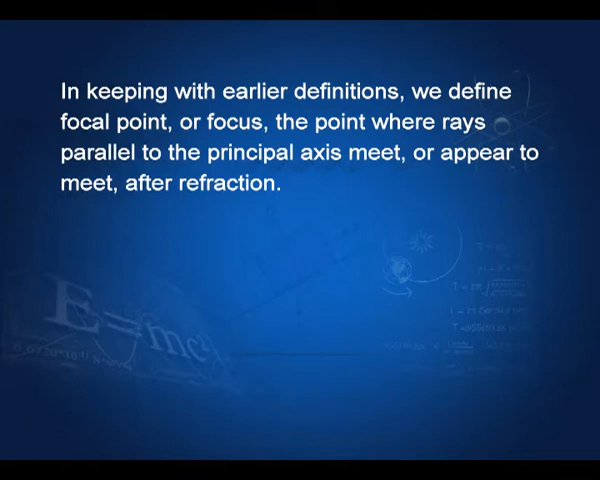 In keeping with earlier definitions, we define
focal point, or focus, the point where rays
parallel to the principal axis meet, or appear to
meet, after refraction.
E=mc²